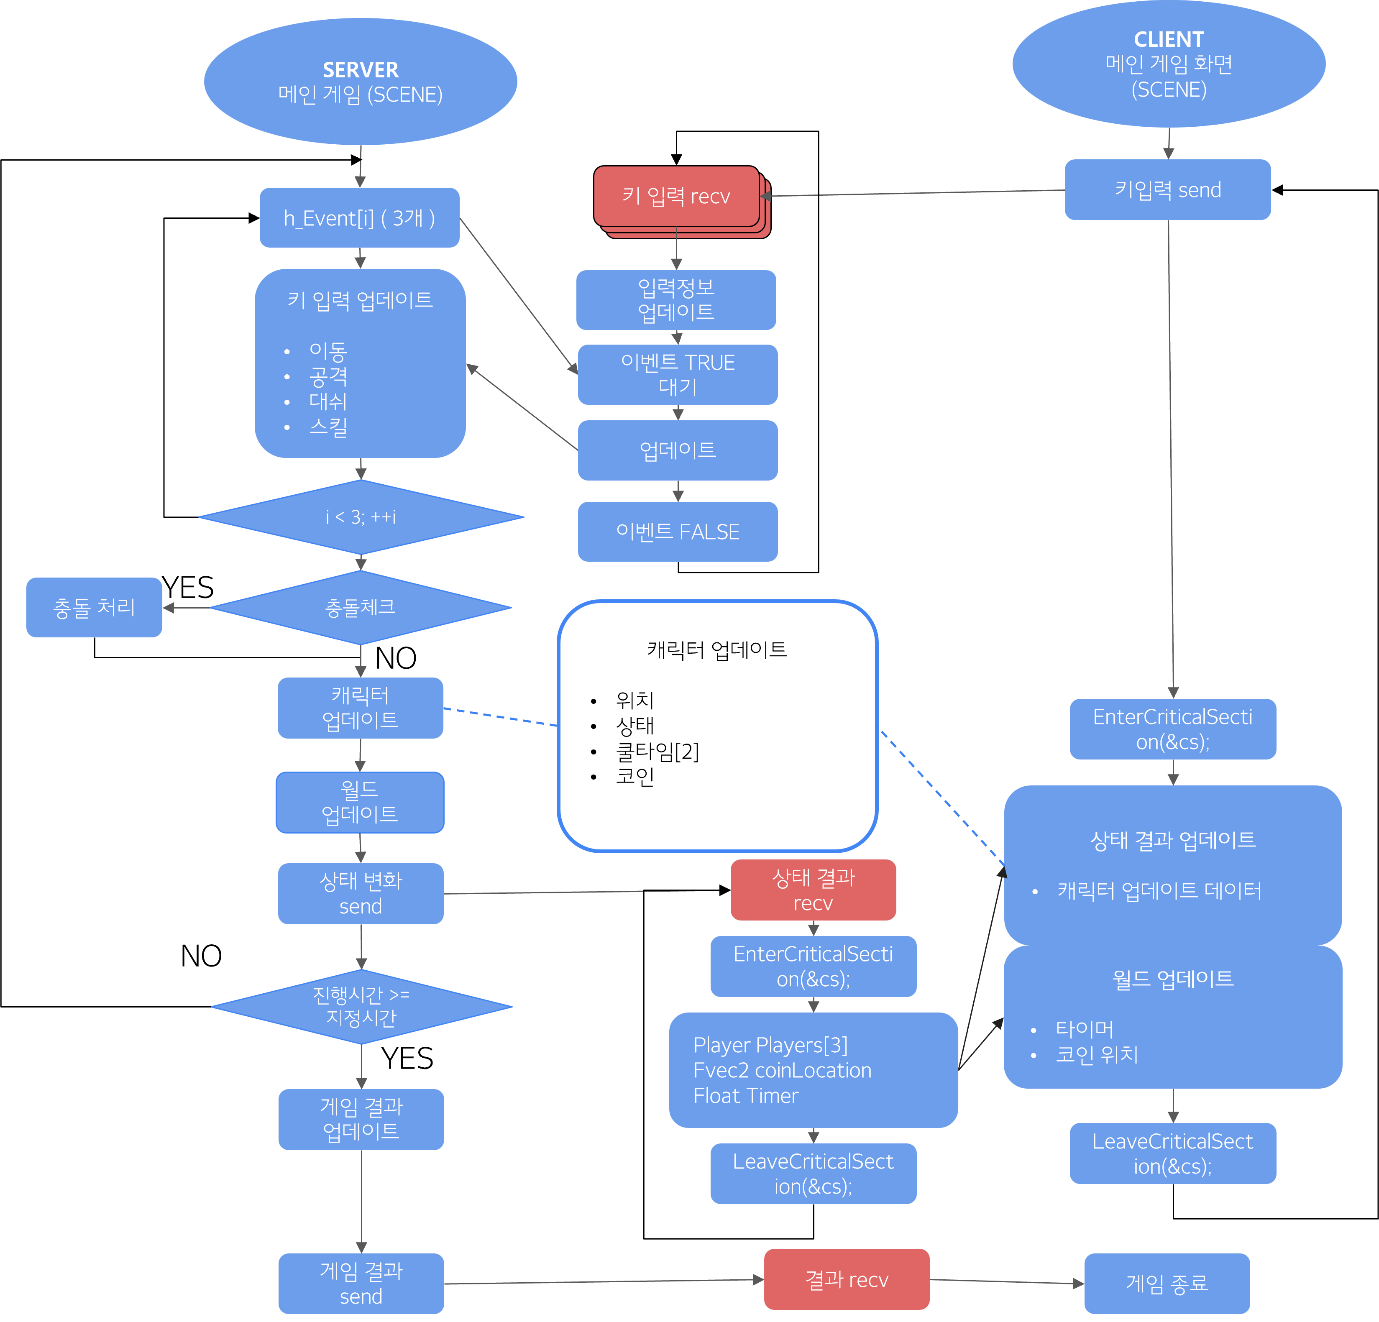 SERVER
메인 게임 (SCENE)
h_Event[i] ( 3개 )
키 입력 업데이트
• 이동
• 공격
• 대쉬
• 스킬
i < 3; ++i
충돌체크
YES
충돌 처리
NO
캐릭터
업데이트
월드
업데이트
상태 변화
send
진행시간 >=
지정시간
NO
YES
게임 결과
업데이트
게임 결과
send
키 입력 recv
입력정보
업데이트
이벤트 TRUE
대기
업데이트
이벤트 FALSE
캐릭터 업데이트
• 위치
• 상태
• 쿨타임[2]
• 코인
상태 결과
recv
EnterCriticalSecti
on(&cs);
Player Players[3]
Fvec2 coinLocation
Float Timer
LeaveCriticalSect
ion(&cs);
결과 recv
CLIENT
메인 게임 화면
(SCENE)
키입력 send
EnterCriticalSecti
on(&cs);
상태 결과 업데이트
• 캐릭터 업데이트 데이터
월드 업데이트
• 타이머
• 코인 위치
LeaveCriticalSect
ion(&cs);
게임 종료